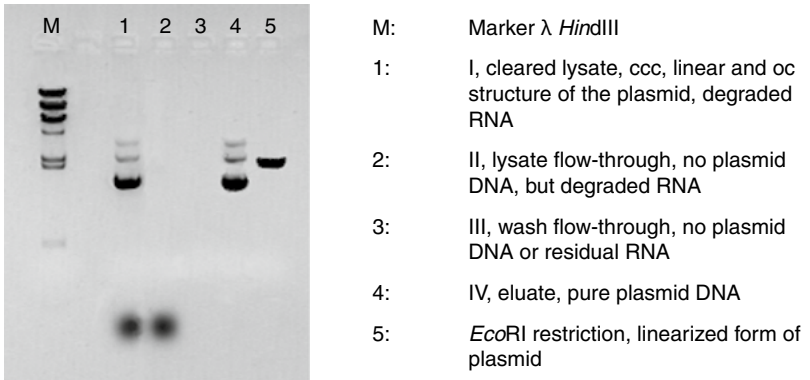 M 1 2 3 4 5
M: Marker λ HindIII
1: I, cleared lysate, ccc, linear and oc
structure of the plasmid, degraded
RNA
2: II, lysate flow-through, no plasmid
DNA, but degraded RNA
3: III, wash flow-through, no plasmid
DNA or residual RNA
4: IV, eluate, pure plasmid DNA
5: EcoRI restriction, linearized form of
plasmid